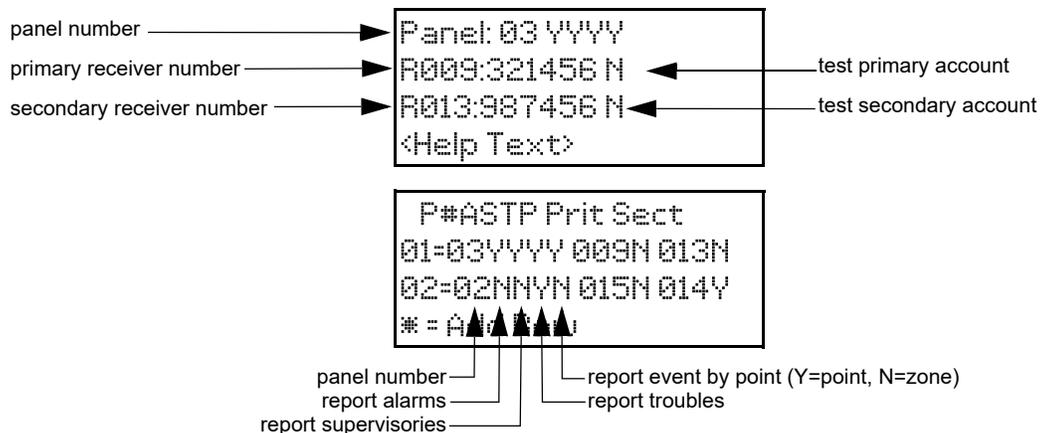 panel number
Panel: 03 YYYY
primary receiver number
R009:321456 N
test primary account
secondary receiver number
R013:987456 N
test secondary account
<Help Text>
P#ASTP Prit Sect
01=03YYYY 009N 013N
02=02NNYN 015N 014Y
* =
panel number
report event by point (Y=point, N=zone)
report alarms
report troubles
report supervisories